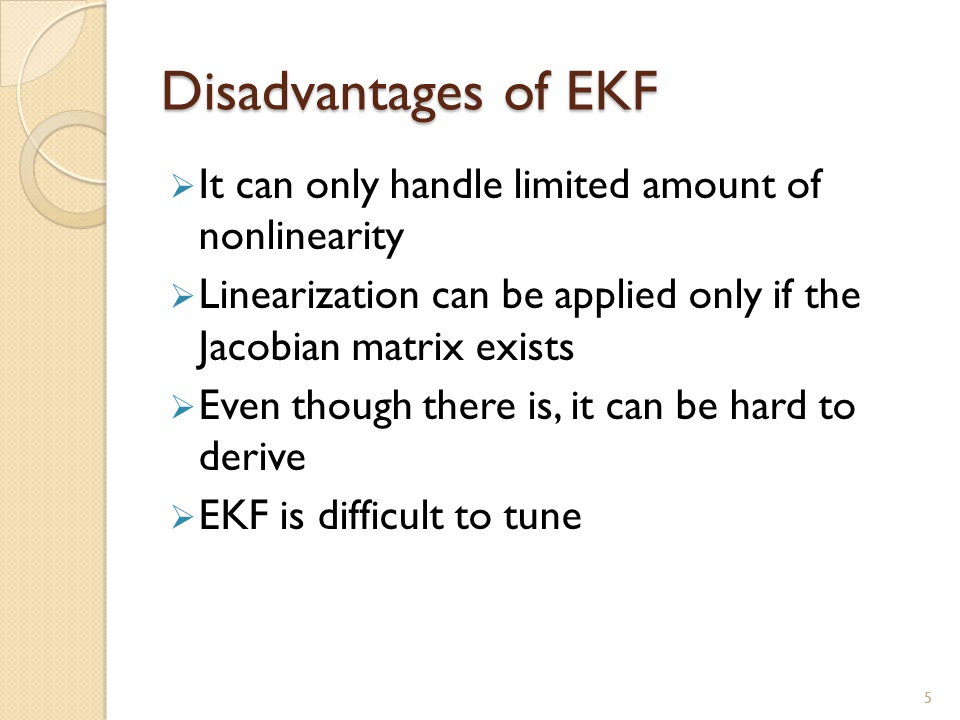 Disadvantages of EKF
It can only handle limited amount of
nonlinearity
Linearization can be applied only if the
Jacobian matrix exists
Even though there is, it can be hard to
derive
EKF is difficult to tune
5